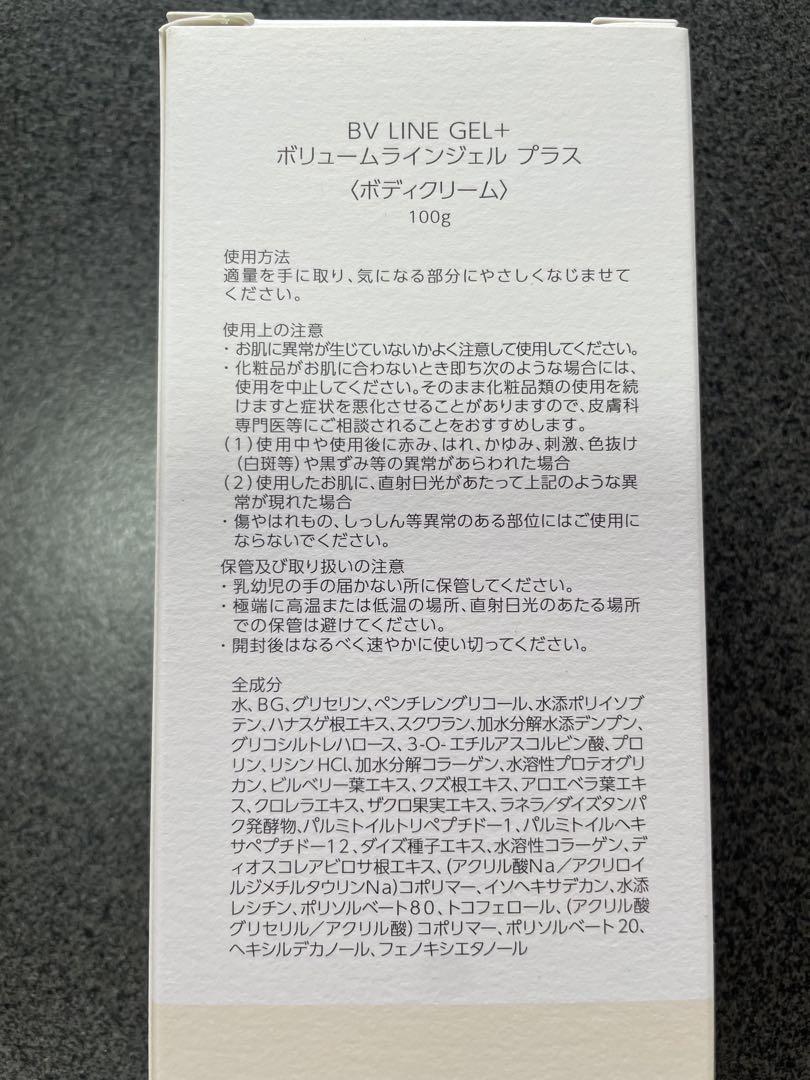 BV LINE GEL+
ボリュームラインジェル プラス
〈ボディクリーム〉
100g
使用方法
適量を手に取り、気になる部分にやさしくなじませて
ください。
使用上の注意
・お肌に異常が生じていないかよく注意して使用してください。
・化粧品がお肌に合わないとき即ち次のような場合には、
使用を中止してください。そのまま化粧品類の使用を続
けますと症状を悪化させることがありますので、皮膚科
専門医等にご相談されることをおすすめします。
(1)使用中や使用後に赤み、はれ、かゆみ、刺激、色抜け
(白斑等)や黒ずみ等の異常があらわれた場合
(2)使用したお肌に、直射日光があたって上記のような異
常が現れた場合
・傷やはれもの、しっしん等異常のある部位にはご使用に
ならないでください。
保管及び取り扱いの注意
・乳幼児の手の届かない所に保管してください。
・極端に高温または低温の場所、直射日光のあたる場所
での保管は避けてください。
・開封後はなるべく速やかに使い切ってください。
全成分
水、BG、グリセリン、ペンチレングリコール、水添ポリイソブ
テン、ハナスゲ根エキス、スクワラン、加水分解水添デンプン、
グリコシルトレハロース、3-O-エチルアスコルビン酸、プロ
リン、リシンHCl、加水分解コラーゲン、水溶性プロテオグリ
カン、ビルベリー葉エキス、クズ根エキス、アロエベラ葉エキ
ス、クロレラエキス、ザクロ果実エキス、ラネラ/ダイズタンパ
ク発酵物、パルミトイルトリペプチドー1、パルミトイルヘキ
サペプチドー12、ダイズ種子エキス、水溶性コラーゲン、ディ
オスコレアビロサ根エキス、(アクリル酸Na/アクリロイ
ルジメチルタウリンNa)コポリマー、イソヘキサデカン、水添
レシチン、ポリソルベート80、トコフェロール、(アクリル酸
グリセリル/アクリル酸)コポリマー、ポリソルベート20、
ヘキシルデカノール、フェノキシエタノール